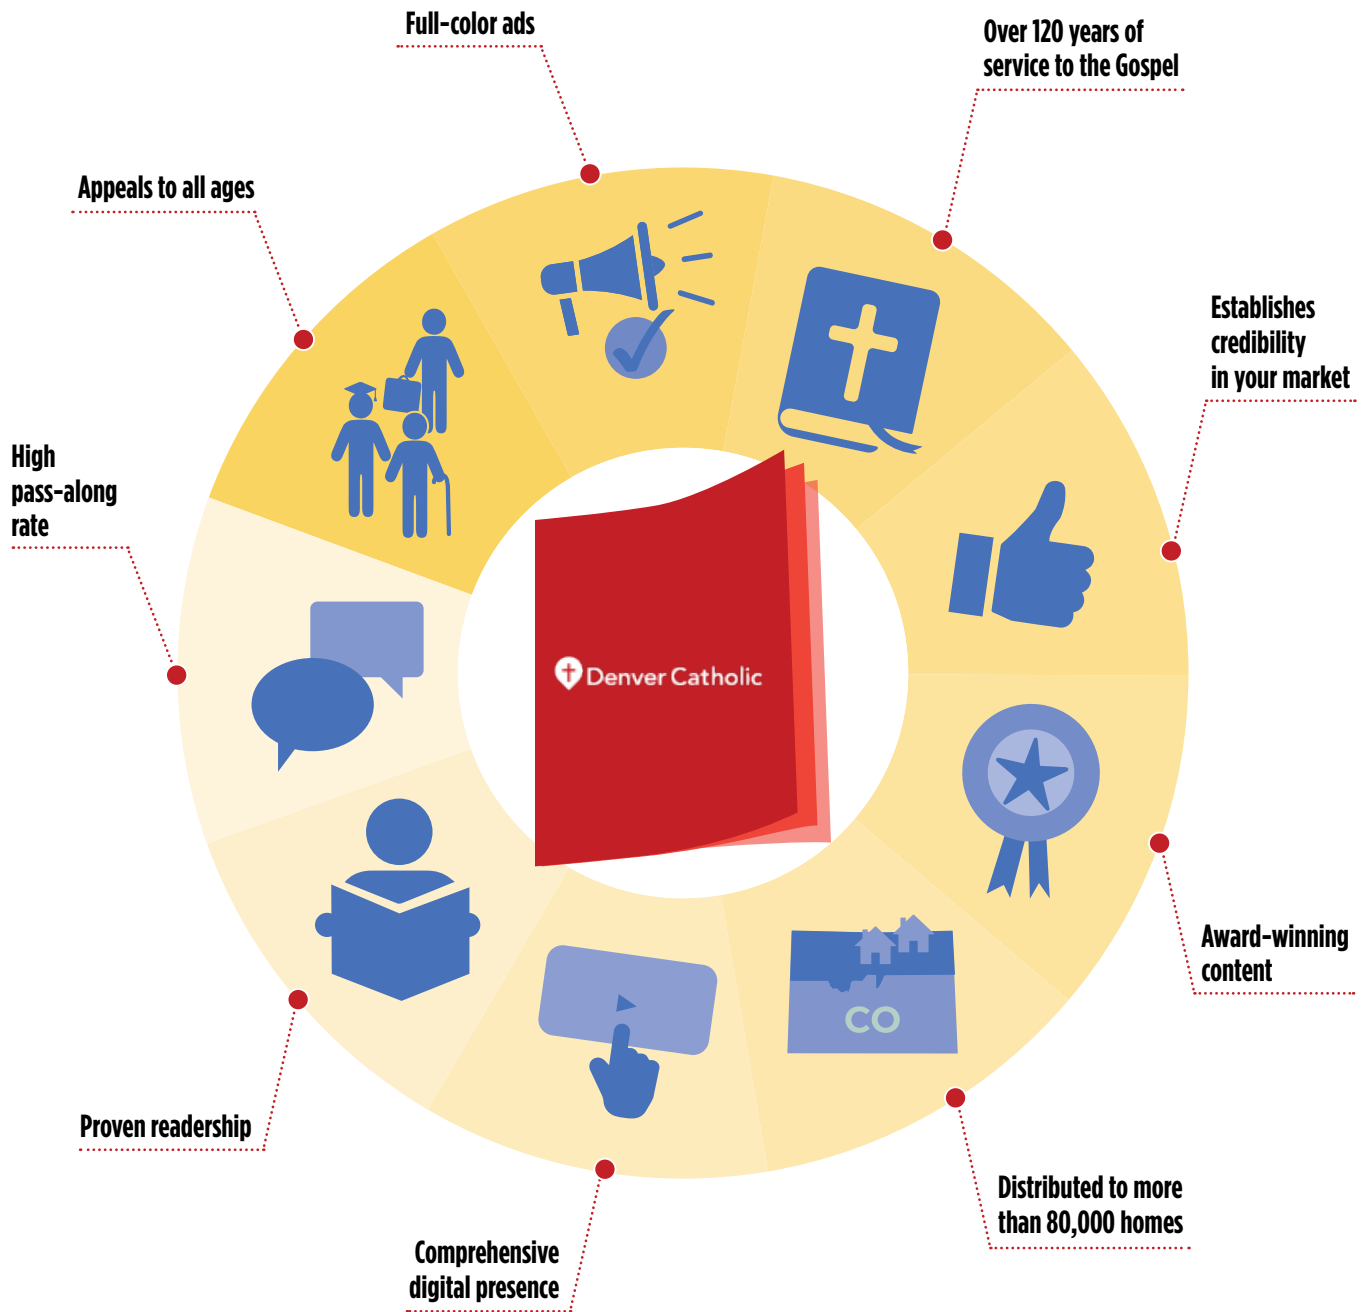 Full-color ads
Over 120 years of
service to the Gospel
Appeals to all ages
Establishes
credibility
in your market
High
pass-along
rate
Denver Catholic
Award-winning
content
CO
Proven readership
Distributed to more
than 80,000 homes
Comprehensive
digital presence